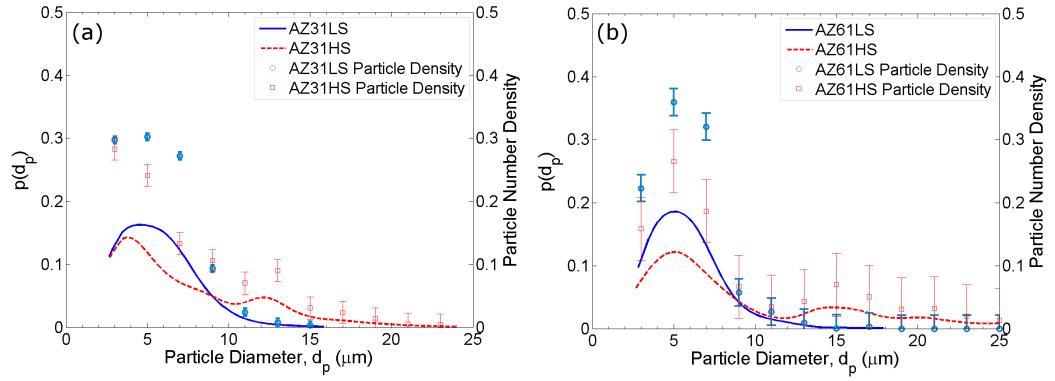 (a)
AZ31LS
AZ31HS
AZ31LS Particle Density
AZ31HS Particle Density
0.5
0.4
0.3
0.2
0.1
0
p(dp)
0.5
0.4
0.3
0.2
0.1
0
Particle Number Density
0 5 10 15 20 25
Particle Diameter, dp (μm)
(b)
AZ61LS
AZ61HS
AZ61LS Particle Density
AZ61HS Particle Density
0.5
0.4
0.3
0.2
0.1
0
p(dp)
0.5
0.4
0.3
0.2
0.1
0
Particle Number Density
0 5 10 15 20 25
Particle Diameter, dp (μm)